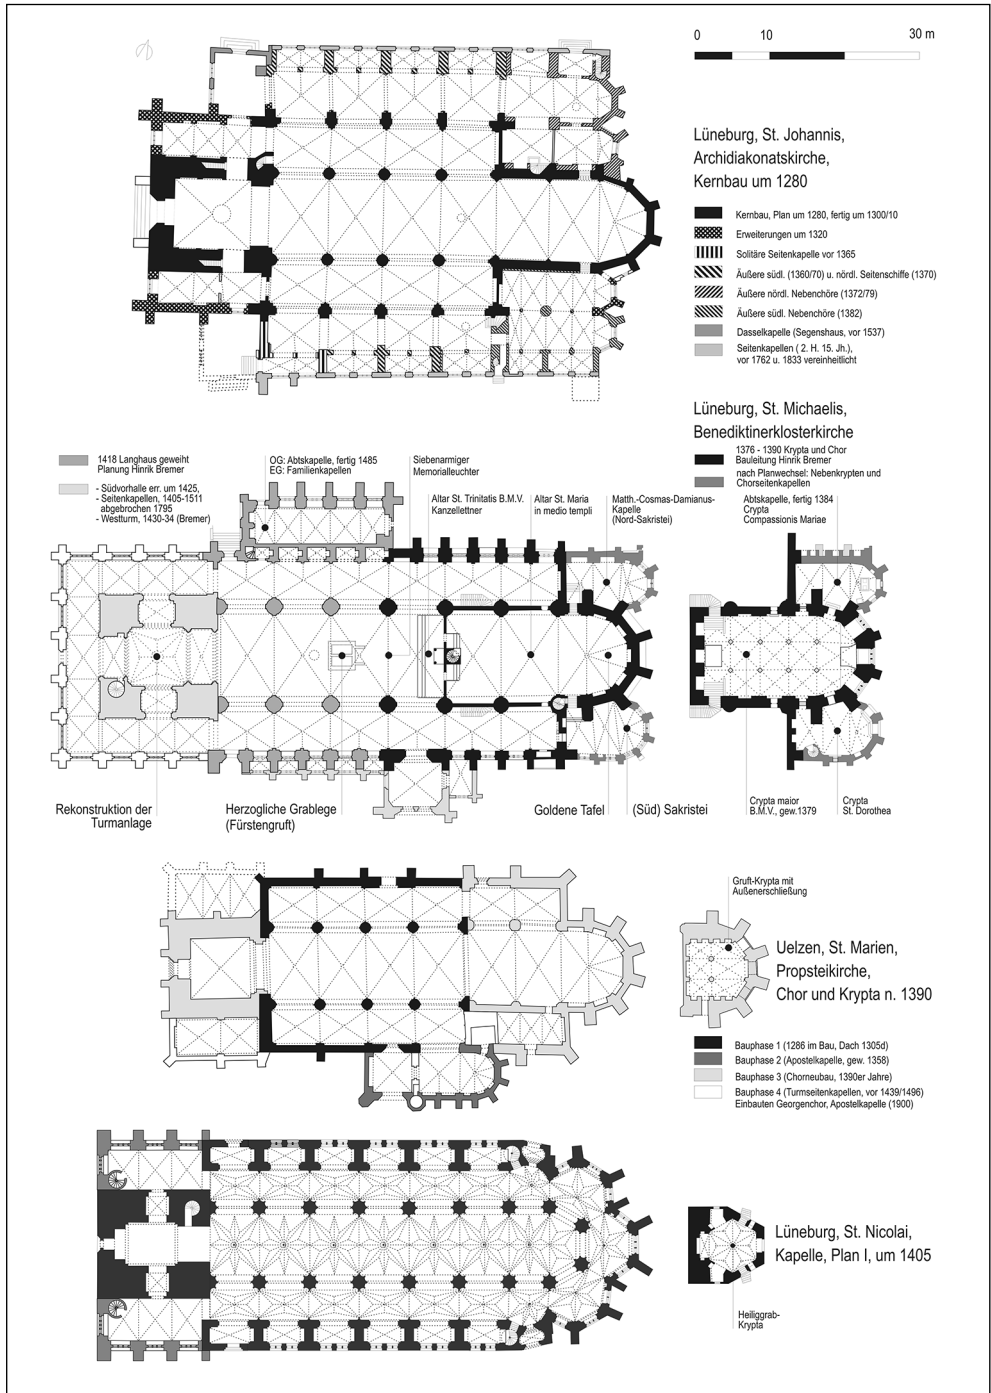 0
10
30 m
Lüneburg, St. Johannis,
Archidiakonatskirche,
Kernbau um 1280
Kernbau, Plan um 1280, fertig um 1300/10
Erweiterungen um 1320
Solitäre Seitenkapelle vor 1365
Äußere südl. (1360/70) u. nördl. Seitenschiffe (1370)
Äußere nördl. Nebenchöre (1372/79)
Äußere südl. Nebenchöre (1382)
Dasselkapelle (Segenshaus, vor 1537)
Seitenkapellen ( 2. H. 15. Jh.),
vor 1762 u. 1833 vereinheitlicht
Lüneburg, St. Michaelis,
Benediktinerklosterkirche
1376 - 1390 Krypta und Chor
Bauleitung Hinrik Bremer
nach Planwechsel: Nebenkrypten und
Chorseitenkapellen
1418 Langhaus geweiht
Planung Hinrik Bremer
- Südvorhalle err. um 1425,
- Seitenkapellen, 1405-1511
abgebrochen 1795
- Westturm, 1430-34 (Bremer)
OG: Abtskapelle, fertig 1485
EG: Familienkapellen
Siebenarmiger
Memorialleuchter
Altar St. Trinitatis B.M.V.
Kanzellettner
Altar St. Maria
in medio templi
Matth.-Cosmas-Damianus-
Kapelle
(Nord-Sakristei)
Abtskapelle, fertig 1384
Crypta
Compassionis Mariae
Rekonstruktion der
Turmanlage
Herzogliche Grablege
(Fürstengruft)
Goldene Tafel
(Süd) Sakristei
Crypta maior
B.M.V., gew.1379
Crypta
St. Dorothea
Gruft-Krypta mit
Außenerschließung
Uelzen, St. Marien,
Propsteikirche,
Chor und Krypta n. 1390
Bauphase 1 (1286 im Bau, Dach 1305d)
Bauphase 2 (Apostelkapelle, gew. 1358)
Bauphase 3 (Chorneubau, 1390er Jahre)
Bauphase 4 (Turmseitenkapellen, vor 1439/1496)
Einbauten Georgenchor, Apostelkapelle (1900)
Lüneburg, St. Nicolai,
Kapelle, Plan I, um 1405
Heiliggrab-
Krypta